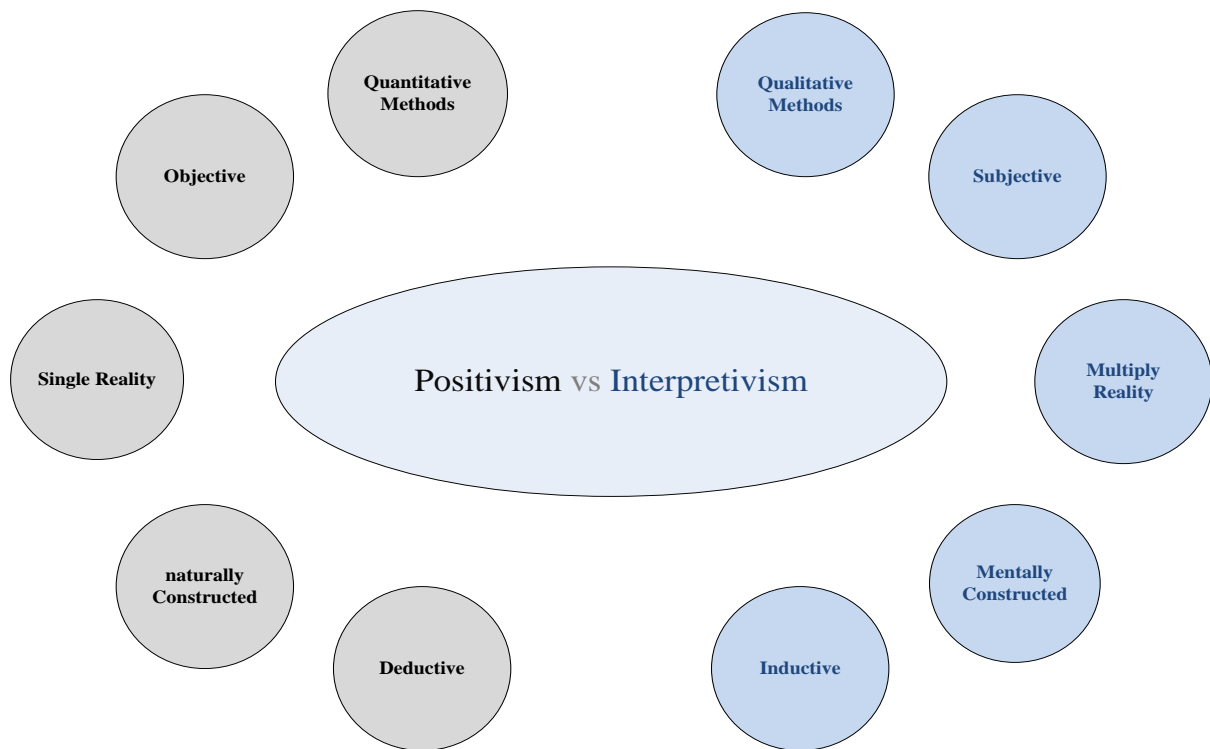 Quantitative
Methods
Qualitative
Methods
Objective
Subjective
Single Reality
Positivism vs Interpretivism
Multiply
Reality
naturally
Constructed
Mentally
Constructed
Deductive
Inductive